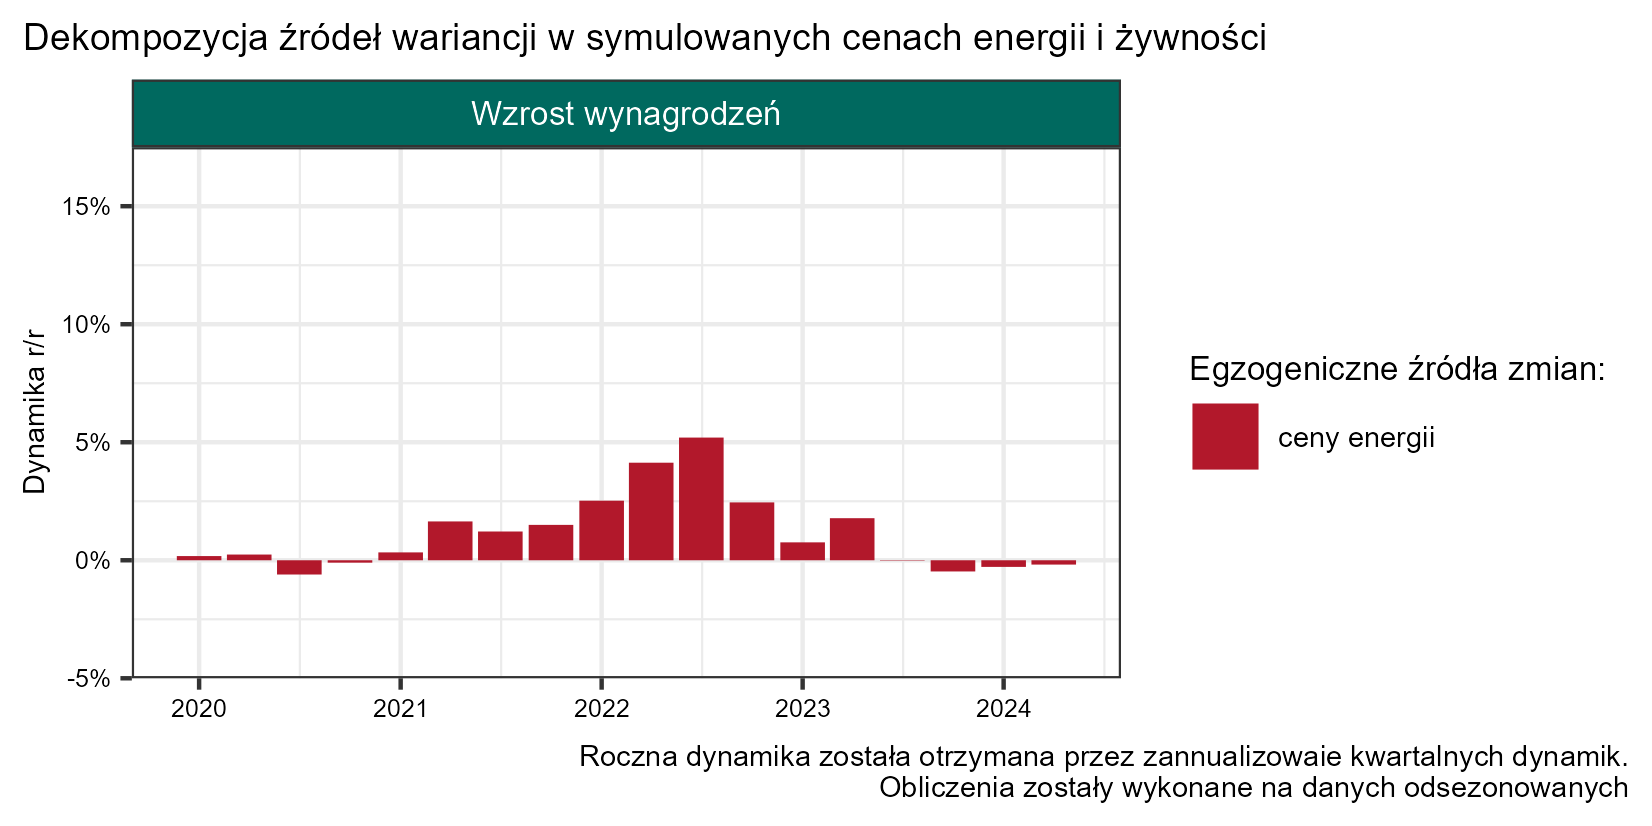 Dekompozycja źródeł wariancji w symulowanych cenach energii i żywności
Wzrost wynagrodzeń
15%
10%
5%
0%
-5%
Dynamika r/r
2020
2021
2022
2023
2024
Egzogeniczne źródła zmian:
ceny energii
Roczna dynamika została otrzymana przez zannualizowaie kwartalnych dynamik.
Obliczenia zostały wykonane na danych odsezonowanych